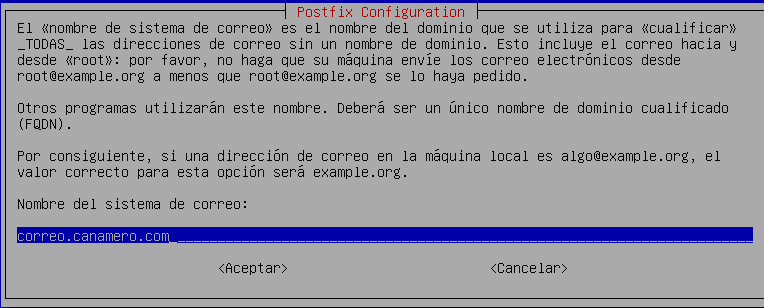 Postfix Configuration
El «nombre de sistema de correo» es el nombre del dominio que se utiliza para «cualificar»
_TODAS_ las direcciones de correo sin un nombre de dominio. Esto incluye el correo hacia y
desde «root»: por favor, no haga que su máquina envíe los correo electrónicos desde
root@example.org a menos que root@example.org se lo haya pedido.
Otros programas utilizarán este nombre. Deberá ser un único nombre de dominio cualificado
(FQDN).
Por consiguiente, si una dirección de correo en la máquina local es algo@example.org, el
valor correcto para esta opción será example.org.
Nombre del sistema de correo:
correo.canamero.com
<Aceptar> <Cancelar>